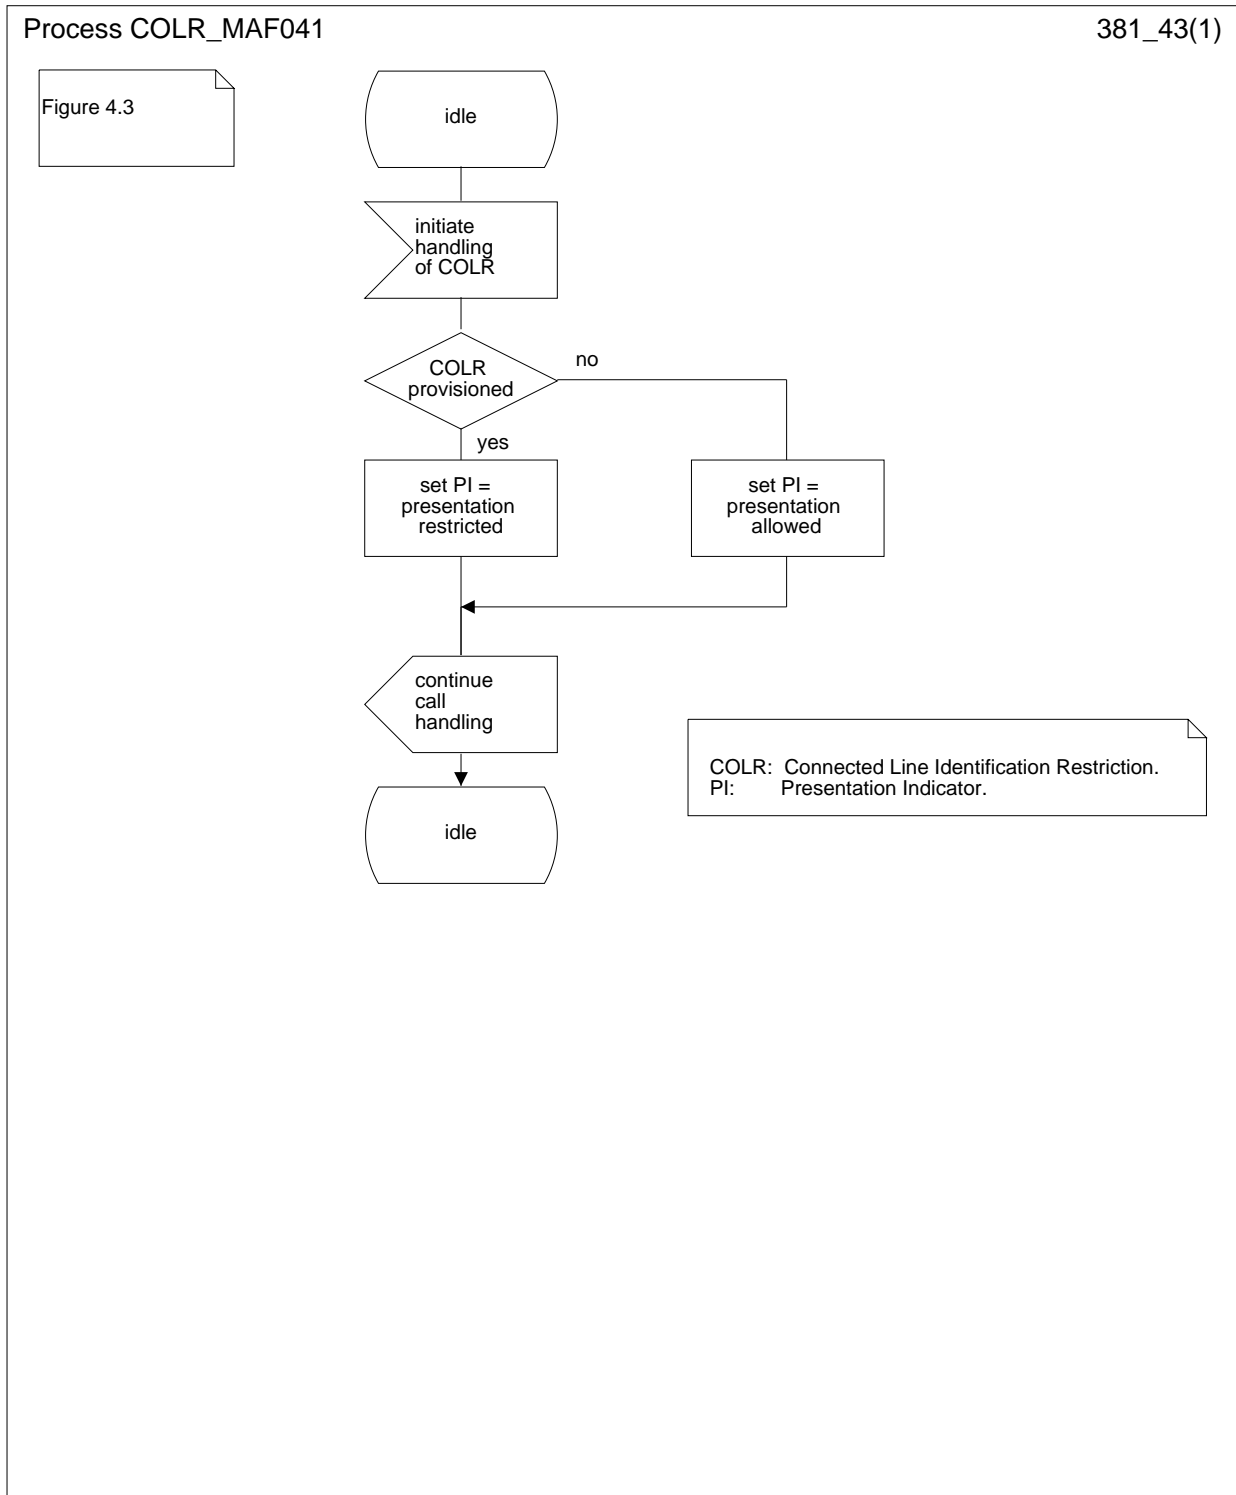 Process COLR_MAF041
381_43(1)
Figure 4.3
idle
initiate
handling
of COLR
COLR
provisioned
no
yes
set PI =
presentation
restricted
set PI =
presentation
allowed
continue
call
handling
COLR: Connected Line Identification Restriction.
PI: Presentation Indicator.
idle